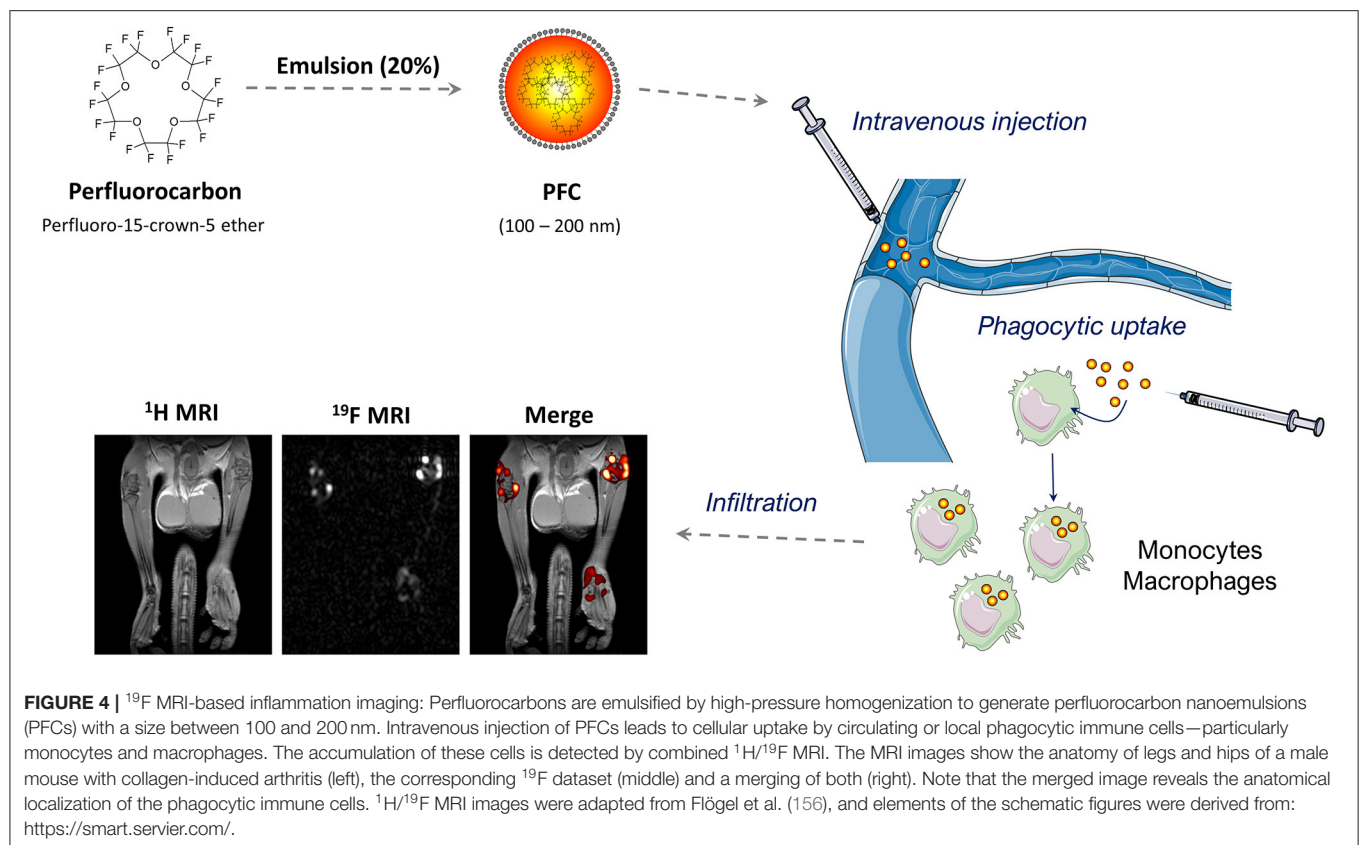 Emulsion (20%)
Perfluorocarbon
Perfluoro-15-crown-5 ether
F F F F F F F F F F F F F F F F F F F F
O O O O O
PFC
(100 – 200 nm)
Intravenous injection
Phagocytic uptake
Monocytes
Macrophages
Infiltration
¹H MRI
¹⁹F MRI
Merge
FIGURE 4 | ¹⁹F MRI-based inflammation imaging: Perfluorocarbons are emulsified by high-pressure homogenization to generate perfluorocarbon nanoemulsions
(PFCs) with a size between 100 and 200 nm. Intravenous injection of PFCs leads to cellular uptake by circulating or local phagocytic immune cells—particularly
monocytes and macrophages. The accumulation of these cells is detected by combined ¹H/¹⁹F MRI. The MRI images show the anatomy of legs and hips of a male
mouse with collagen-induced arthritis (left), the corresponding ¹⁹F dataset (middle) and a merging of both (right). Note that the merged image reveals the anatomical
localization of the phagocytic immune cells. ¹H/¹⁹F MRI images were adapted from Flögel et al. (156), and elements of the schematic figures were derived from:
https://smart.servier.com/.